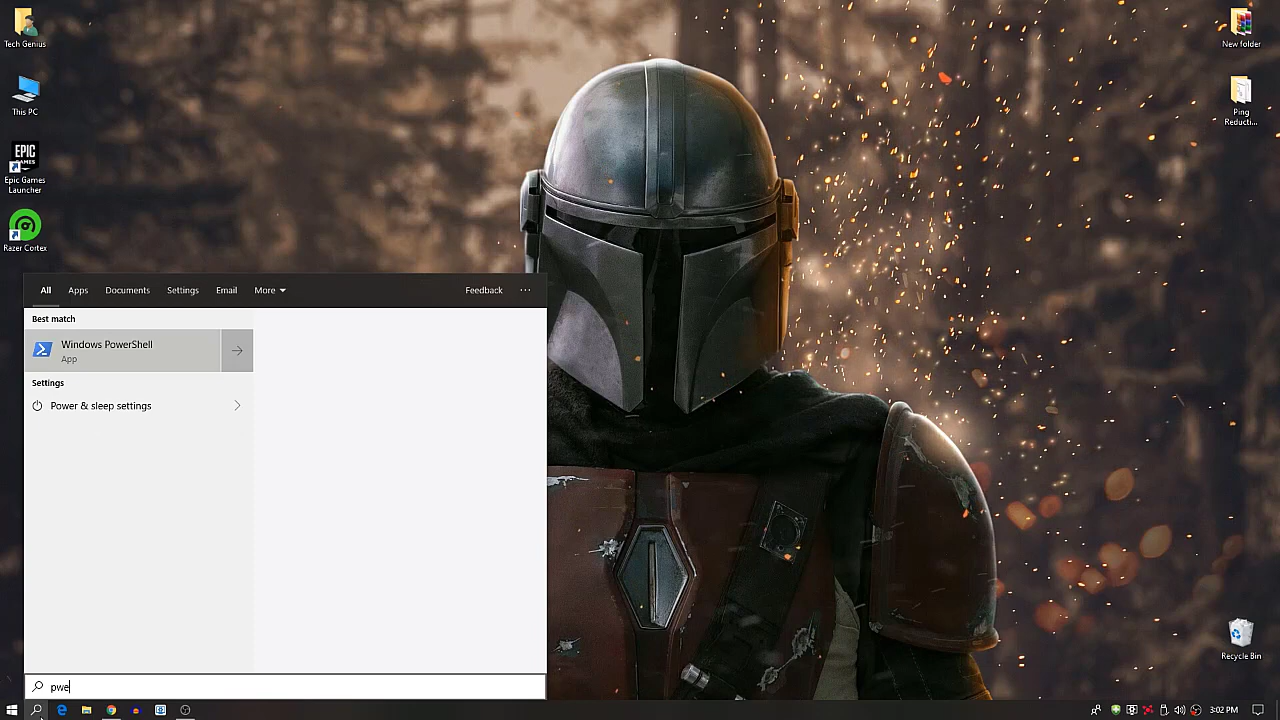 Tech Genius
This PC
EPIC
GAMES
Epic Games
Launcher
Razer Cortex
New folder
Ping
Reducti...
Recycle Bin
All Apps Documents Settings Email More Feedback ...
Best match
Windows PowerShell
App
Settings
Power & sleep settings
pwe
3:02 PM